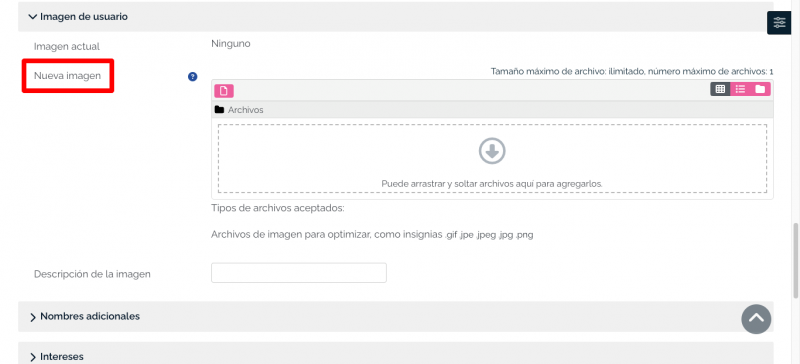 Imagen de usuario
Imagen actual
Ninguno
Nueva imagen
?
Tamaño máximo de archivo: ilimitado, número máximo de archivos: 1
Archivos
Puede arrastrar y soltar archivos aquí para agregarlos.
Tipos de archivos aceptados:
Archivos de imagen para optimizar, como insignias .gif .jpe .jpeg .jpg .png
Descripción de la imagen
Nombres adicionales
Intereses